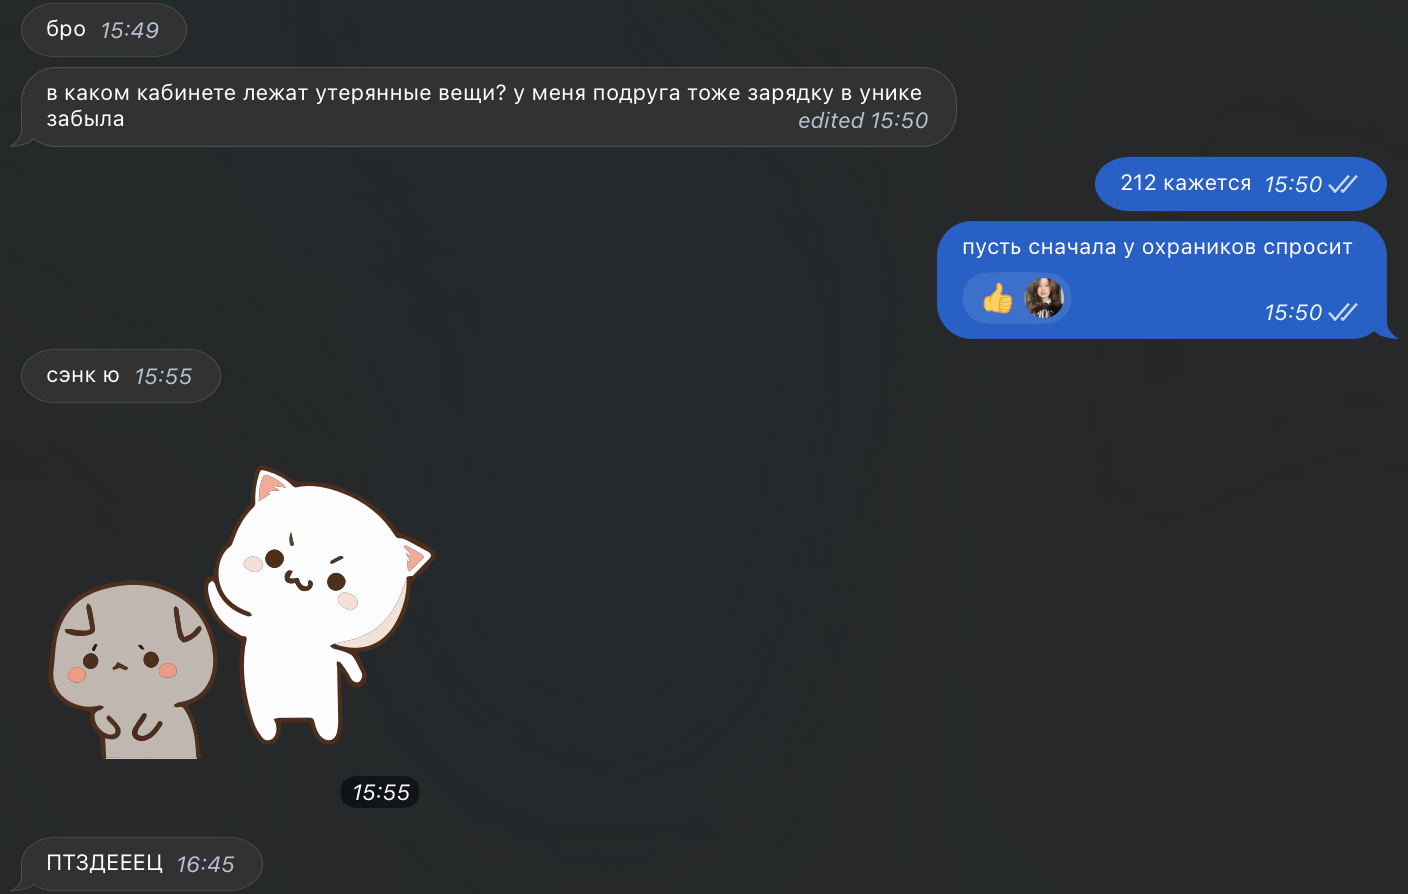 бро 15:49
в каком кабинете лежат утерянные вещи? у меня подруга тоже зарядку в унике
забыла edited 15:50
212 кажется 15:50
пусть сначала у охраников спросит
15:50
сэнк ю 15:55
15:55
ПТЗДЕЕЕЦ 16:45